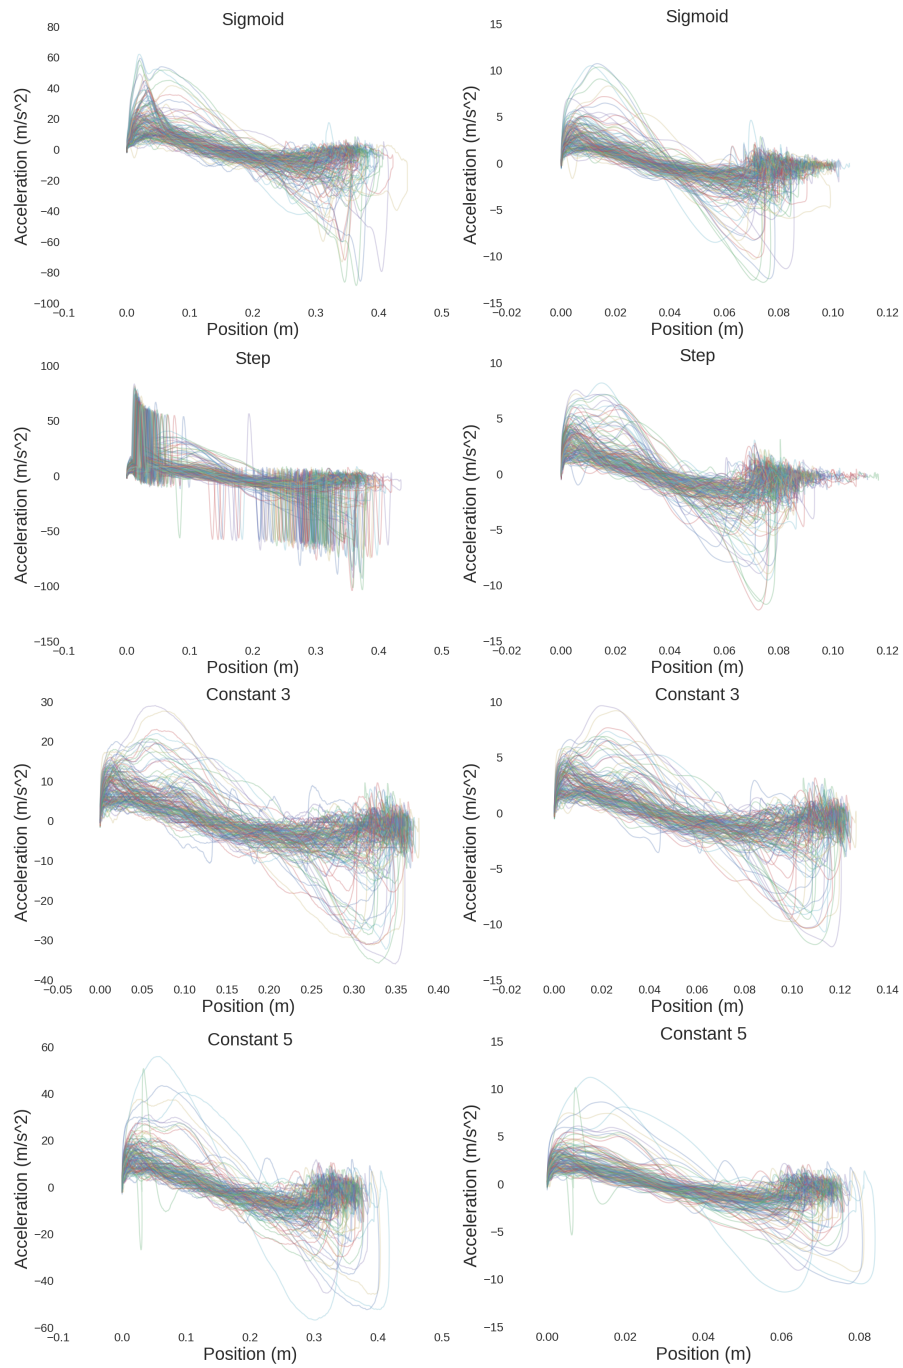 Sigmoid
Acceleration (m/s^2)
80
60
40
20
0
−20
−40
−60
−80
−100
−0.1 0.0 0.1 0.2 0.3 0.4 0.5
Position (m)
Sigmoid
Acceleration (m/s^2)
15
10
5
0
−5
−10
−15
−0.02 0.00 0.02 0.04 0.06 0.08 0.10 0.12
Position (m)
Step
Acceleration (m/s^2)
100
50
0
−50
−100
−150
−0.1 0.0 0.1 0.2 0.3 0.4 0.5
Position (m)
Step
Acceleration (m/s^2)
10
5
0
−5
−10
−15
−0.02 0.00 0.02 0.04 0.06 0.08 0.10 0.12
Position (m)
Constant 3
Acceleration (m/s^2)
30
20
10
0
−10
−20
−30
−40
−0.05 0.00 0.05 0.10 0.15 0.20 0.25 0.30 0.35 0.40
Position (m)
Constant 3
Acceleration (m/s^2)
10
5
0
−5
−10
−15
−0.02 0.00 0.02 0.04 0.06 0.08 0.10 0.12 0.14
Position (m)
Constant 5
Acceleration (m/s^2)
60
40
20
0
−20
−40
−60
−0.1 0.0 0.1 0.2 0.3 0.4 0.5
Position (m)
Constant 5
Acceleration (m/s^2)
15
10
5
0
−5
−10
−15
0.00 0.02 0.04 0.06 0.08
Position (m)